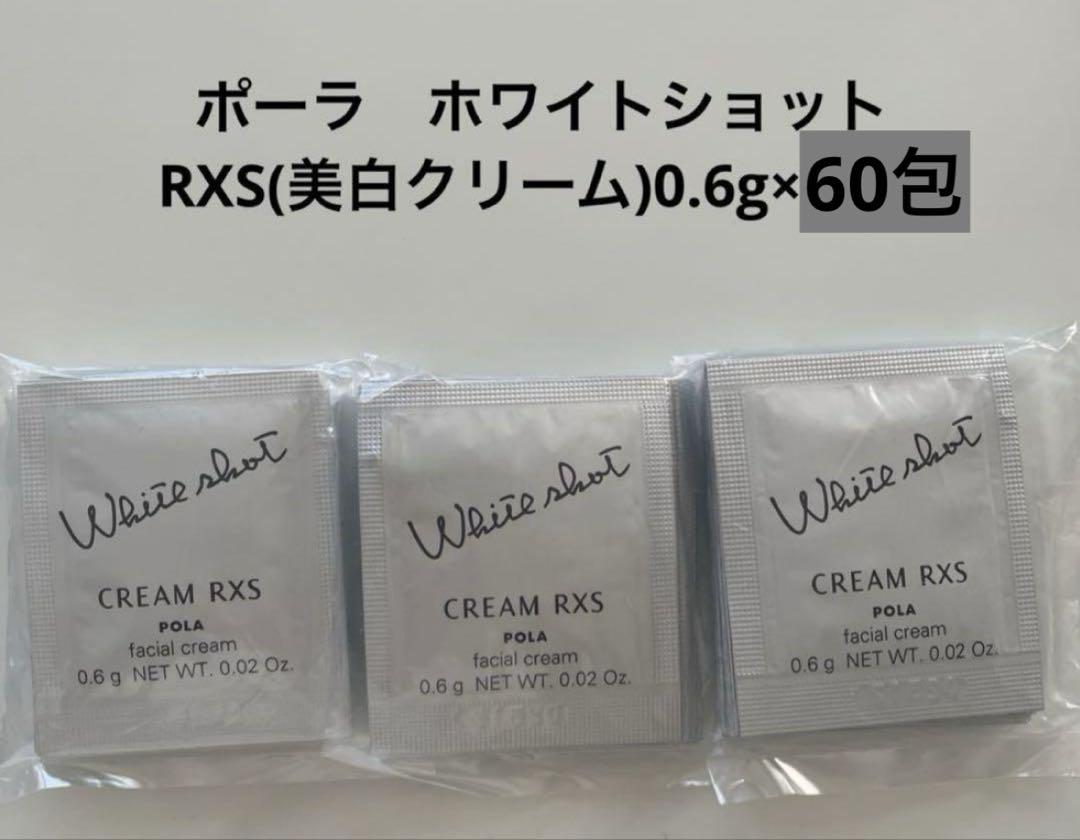 ポーラ　ホワイトショット
RXS(美白クリーム)0.6g×60包
White shot
CREAM RXS
POLA
facial cream
0.6 g NET WT. 0.02 Oz.
White shot
CREAM RXS
POLA
facial cream
0.6 g NET WT. 0.02 Oz.
White shot
CREAM RXS
POLA
facial cream
0.6 g NET WT. 0.02 Oz.